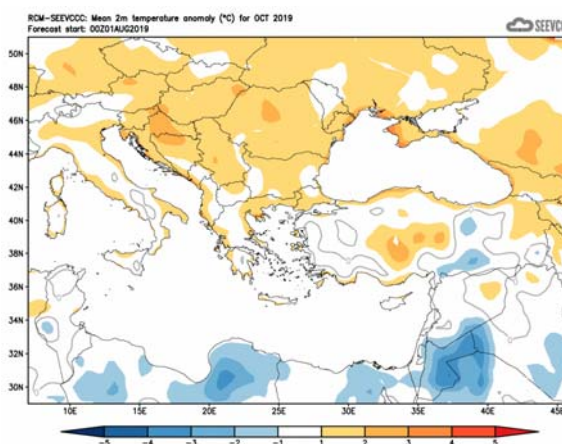 RCM-SEEVCCC: Mean 2m temperature anomaly (°C) for OCT 2019
Forecast start: 00Z01AUG2019
SEEVCC
50N
48N
46N
44N
42N
40N
38N
36N
34N
32N
30N
10E 15E 20E 25E 30E 35E 40E 45E
-5 -4 -3 -2 -1 1 2 3 4 5